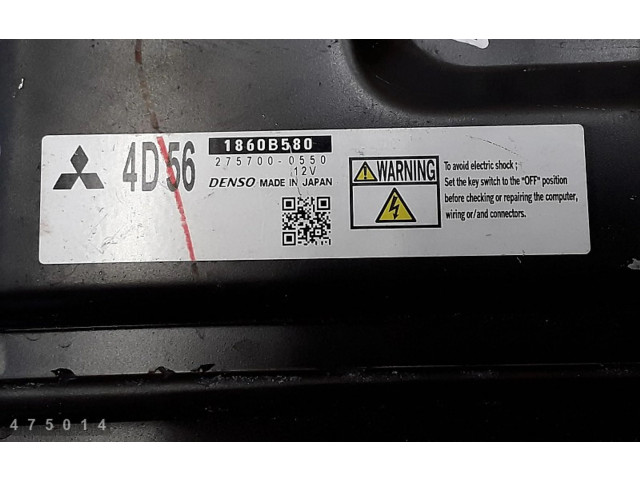 4D56
1860B580
275700-0550
12V
DENSO MADE IN JAPAN
WARNING
To avoid electric shock ;
Set the key switch to the "OFF" position
before checking or repairing the computer,
wiring or/and connectors.
475014